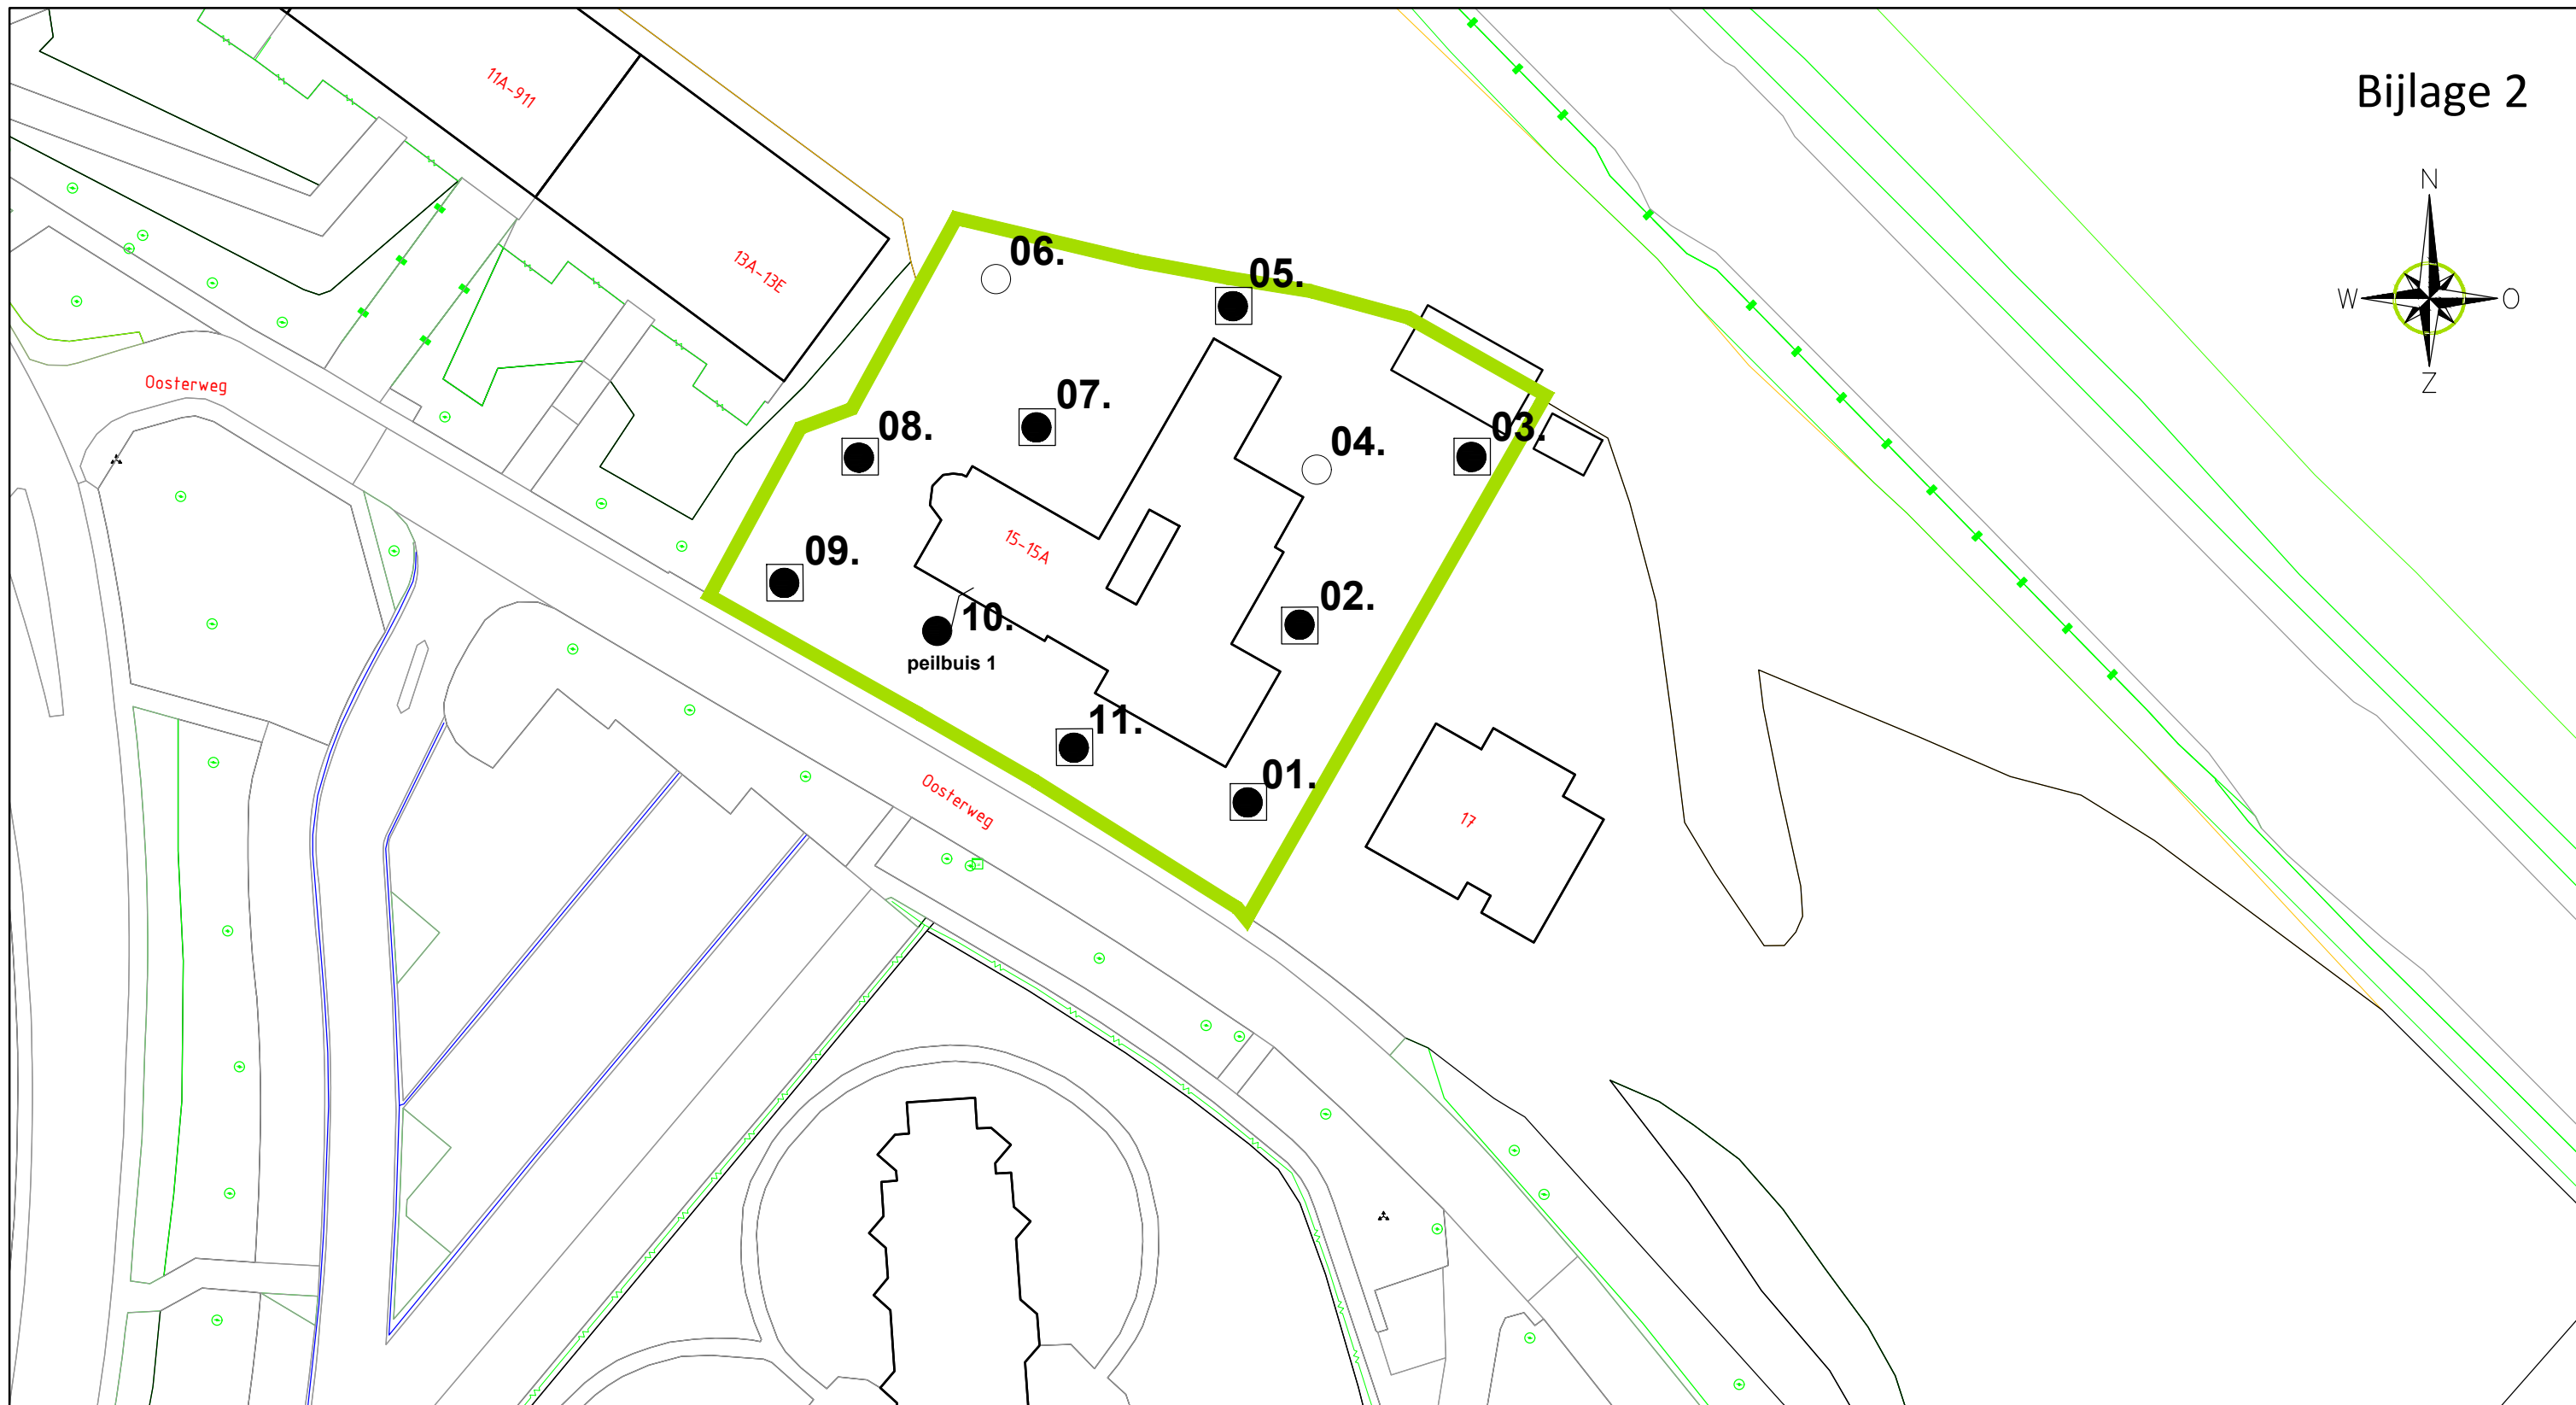 Bijlage 2
11A-911
N
06.
13A-13E
05.
W
O
Z
Oosterweg
07.
08.
03.
04.
15-15A
09.
02.
10.
peilbuis 1
11.
01.
Oosterweg
17